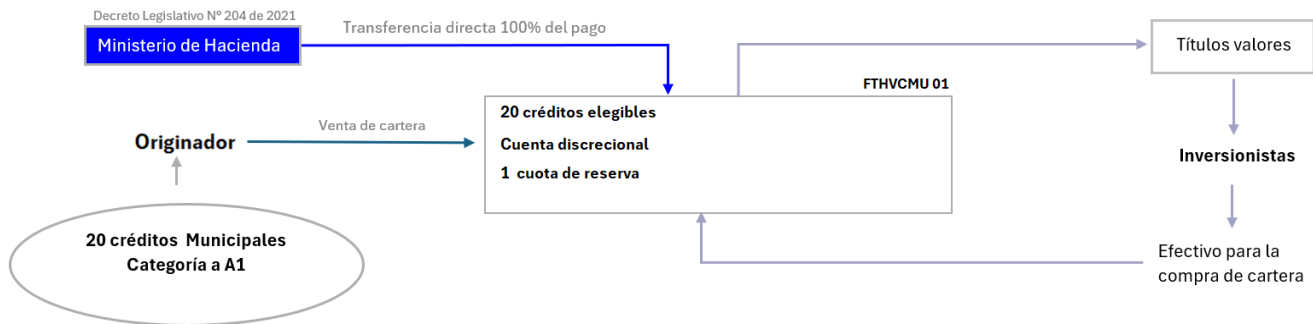 Decreto Legislativo N° 204 de 2021
Ministerio de Hacienda
Transferencia directa 100% del pago
Títulos valores
FTHVCMU 01
20 créditos elegibles
Cuenta discrecional
1 cuota de reserva
Venta de cartera
Originador
Inversionistas
20 créditos Municipales
Categoría a A1
Efectivo para la
compra de cartera